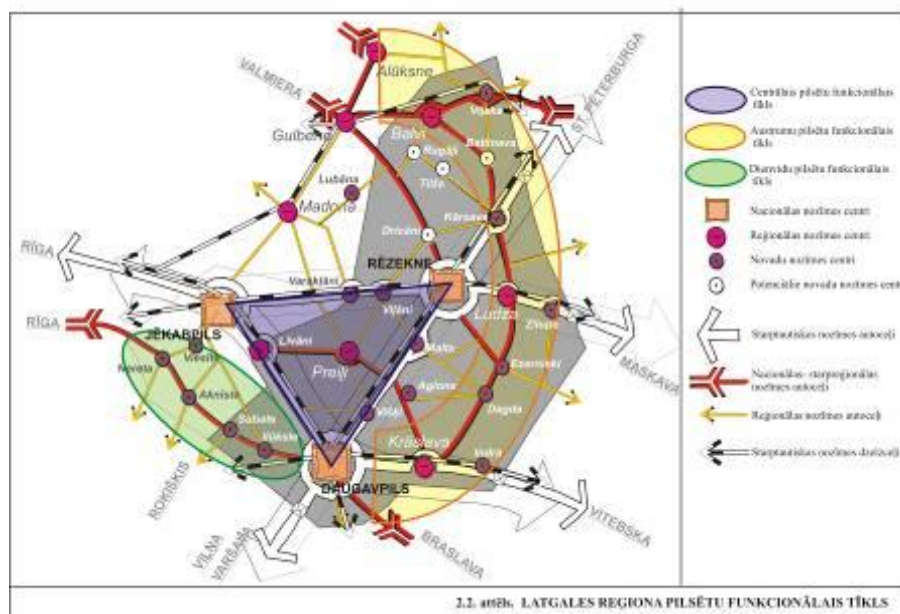 Alūksne
VALMIERA
Gulbene
Balvi
Viļaka
ST.PETERBURGA
Baltinava
Rugāji
Tilža
Lubāna
Madona
Kārsava
Drivāni
RĪGA
RĒZEKNE
Varakļāni
Viļāni
Ludza
Zilupe
JĒKABPILS
RĪGA
MASKAVA
Līvāni
Malta
Viesīte
Nereta
Preiļi
Ezernieki
Aknīste
Aglona
Dagda
Subate
Višķi
Ilūkste
Krāslava
Indra
DAUGAVPILS
ROKIŠĶIS
VIĻŅA
VARŠAVA
BRASLAVA
VITEBSKA
Centrālais pilsētu funkcionālais
tīkls
Austrumu pilsētu funkcionālais
tīkls
Dienvidu pilsētu funkcionālais
tīkls
Nacionālas nozīmes centri
Reģionālas nozīmes centri
Novada nozīmes centri
Potenciālie novada nozīmes centri
Starptautiskas nozīmes
autoceļi
Nacionālas- starpreģionālas
nozīmes autoceļi
Reģionālas nozīmes autoceļi
Starptautiskas nozīmes dzelzceļi
2.2. attēls. LATGALES REĢIONA PILSĒTU FUNKCIONĀLAIS TĪKLS